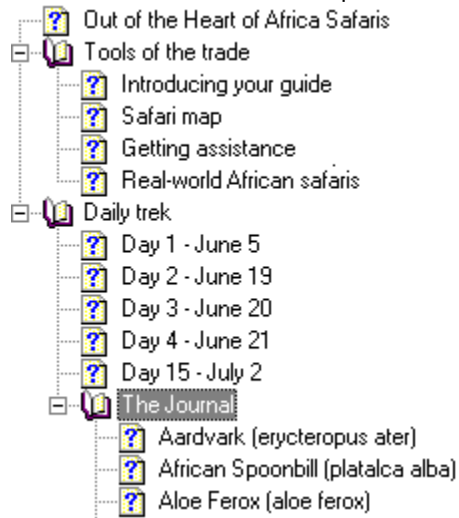 Out of the Heart of Africa Safaris
Tools of the trade
Introducing your guide
Safari map
Getting assistance
Real-world African safaris
Daily trek
Day 1 - June 5
Day 2 - June 19
Day 3 - June 20
Day 4 - June 21
Day 15 - July 2
The Journal
Aardvark (erycteropus ater)
African Spoonbill (platalca alba)
Aloe Ferox (aloe ferox)